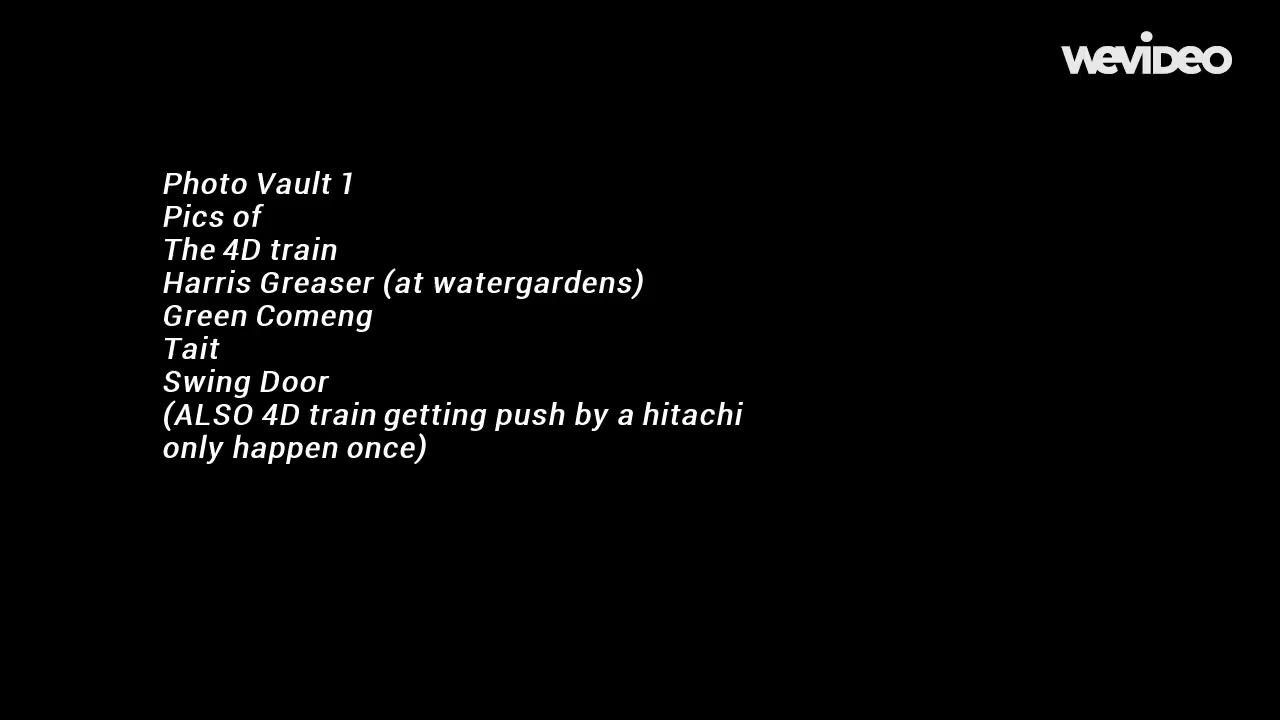 wevideo
Photo Vault 1
Pics of
The 4D train
Harris Greaser (at watergardens)
Green Comeng
Tait
Swing Door
(ALSO 4D train getting push by a hitachi
only happen once)